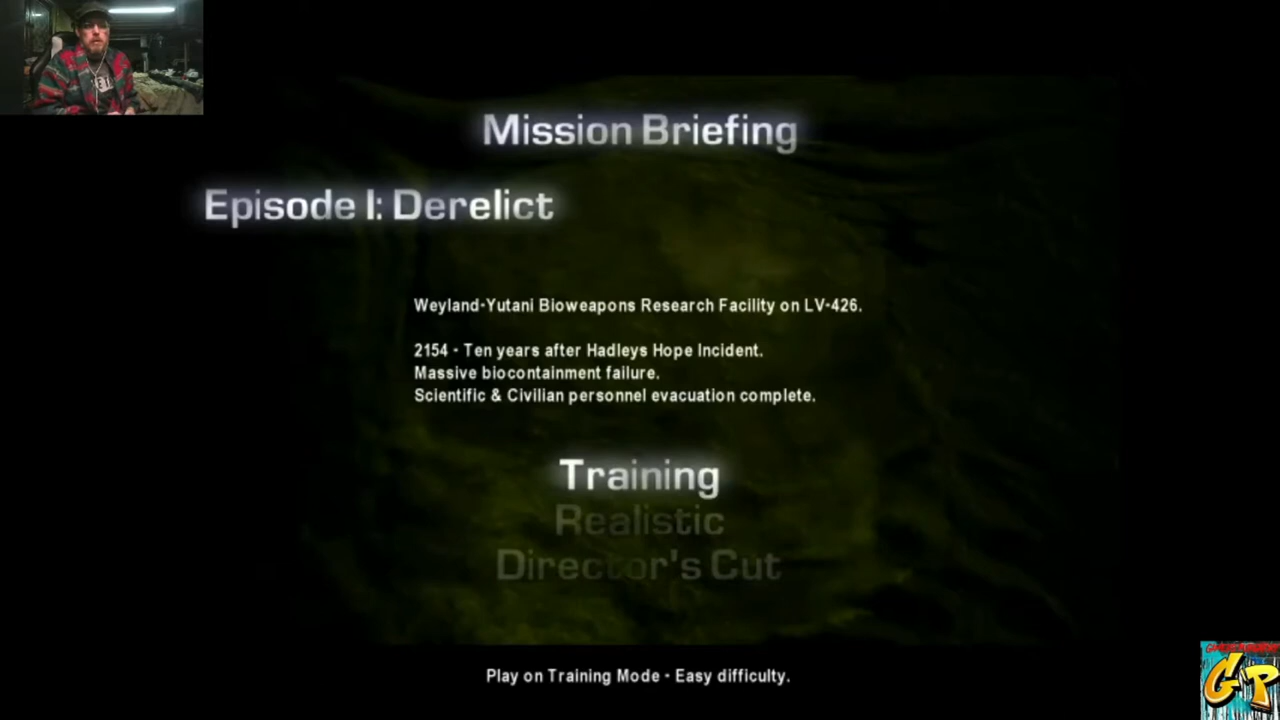 Mission Briefing
Episode I: Derelict
Weyland-Yutani Bioweapons Research Facility on LV-426.
2154 - Ten years after Hadleys Hope Incident.
Massive biocontainment failure.
Scientific & Civilian personnel evacuation complete.
Training
Realistic
Director's Cut
Play on Training Mode - Easy difficulty.
GP